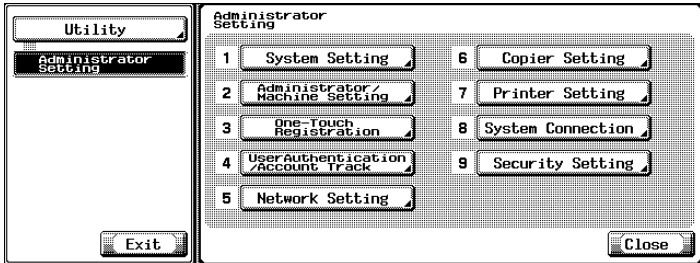 Utility
Administrator
Setting
Exit
Administrator
Setting
1 System Setting
2 Administrator/
Machine Setting
3 One-Touch
Registration
4 UserAuthentication
/Account Track
5 Network Setting
6 Copier Setting
7 Printer Setting
8 System Connection
9 Security Setting
Close